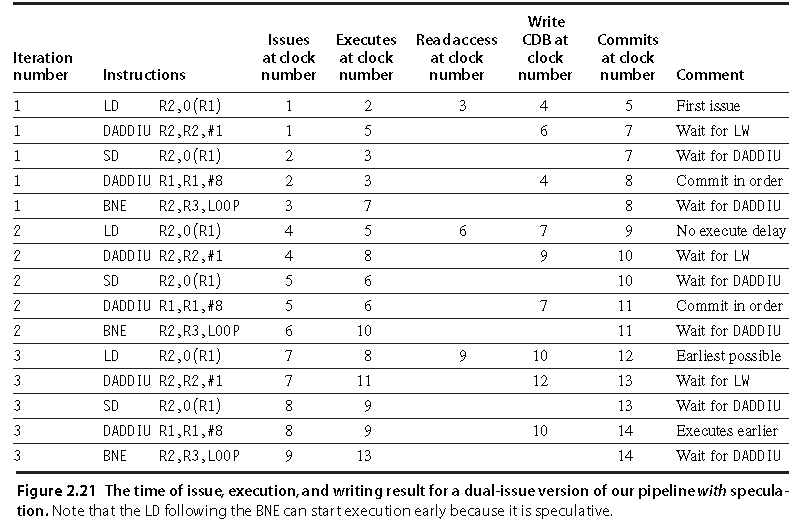 Write
Issues Executes Read access CDB at Commits
Iteration at clock at clock at clock clock at clock
number Instructions number number number number number Comment
1 LD R2,0(R1) 1 2 3 4 5 First issue
1 DADDIU R2,R2,#1 1 5 6 7 Wait for LW
1 SD R2,0(R1) 2 3 7 Wait for DADDIU
1 DADDIU R1,R1,#8 2 3 4 8 Commit in order
1 BNE R2,R3,LOOP 3 7 8 Wait for DADDIU
2 LD R2,0(R1) 4 5 6 7 9 No execute delay
2 DADDIU R2,R2,#1 4 8 9 10 Wait for LW
2 SD R2,0(R1) 5 6 10 Wait for DADDIU
2 DADDIU R1,R1,#8 5 6 7 11 Commit in order
2 BNE R2,R3,LOOP 6 10 11 Wait for DADDIU
3 LD R2,0(R1) 7 8 9 10 12 Earliest possible
3 DADDIU R2,R2,#1 7 11 12 13 Wait for LW
3 SD R2,0(R1) 8 9 13 Wait for DADDIU
3 DADDIU R1,R1,#8 8 9 10 14 Executes earlier
3 BNE R2,R3,LOOP 9 13 14 Wait for DADDIU
Figure 2.21 The time of issue, execution, and writing result for a dual-issue version of our pipeline with specula-
tion. Note that the LD following the BNE can start execution early because it is speculative.